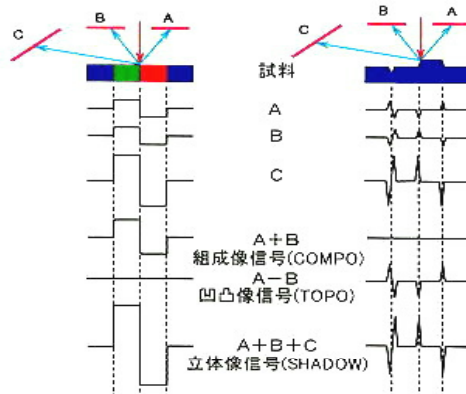 C B A C B A
試料
A
B
C
A+B
組成像信号(COMPO)
A-B
凹凸像信号(TOPO)
A+B+C
立体像信号(SHADOW)